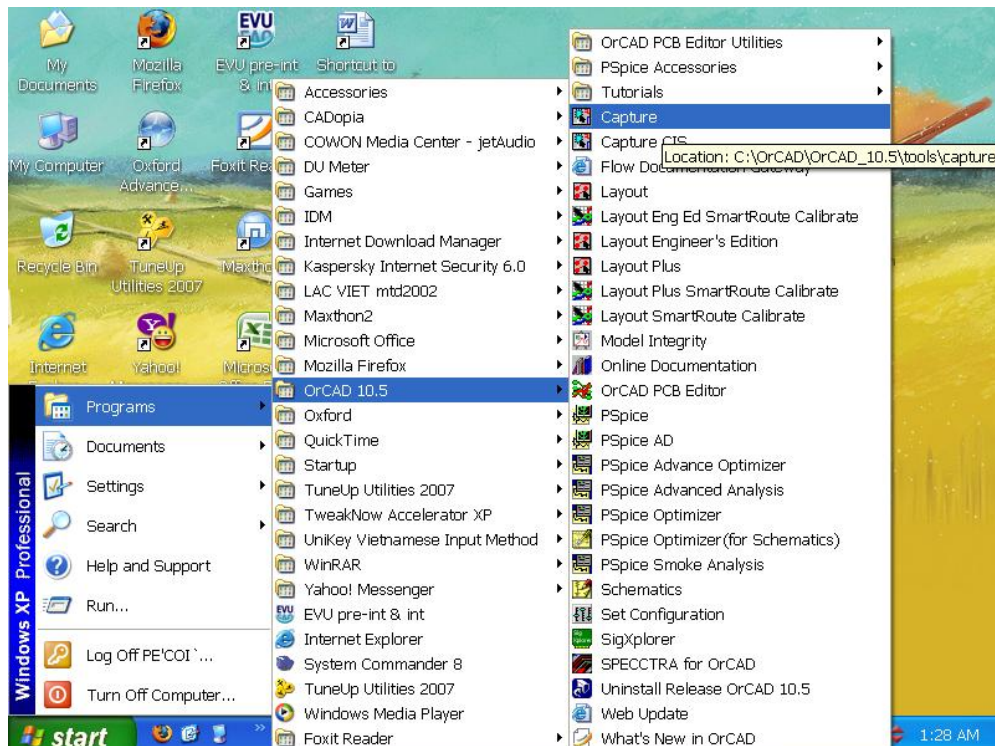 My
Documents
Mozilla
Firefox
EVU pre-int
& int
Shortcut to
My Computer
Oxford
Advance...
Foxit Rea
Recycle Bin
TuneUp
Utilities 2007
Maxtho
Internet
Yahoo!
Micros
Programs
Documents
Settings
Search
Help and Support
Run...
Log Off PE'COI `...
Turn Off Computer...
Windows XP Professional
start
Accessories
CADopia
COWON Media Center - jetAudio
DU Meter
Games
IDM
Internet Download Manager
Kaspersky Internet Security 6.0
LAC VIET mtd2002
Maxthon2
Microsoft Office
Mozilla Firefox
OrCAD 10.5
Oxford
QuickTime
Startup
TuneUp Utilities 2007
TweakNow Accelerator XP
UniKey Vietnamese Input Method
WinRAR
Yahoo! Messenger
EVU pre-int & int
Internet Explorer
System Commander 8
TuneUp Utilities 2007
Windows Media Player
Foxit Reader
OrCAD PCB Editor Utilities
PSpice Accessories
Tutorials
Capture
Capture CIS
Location: C:\OrCAD\OrCAD_10.5\tools\capture
Flow Documentation Gateway
Layout
Layout Eng Ed SmartRoute Calibrate
Layout Engineer's Edition
Layout Plus
Layout Plus SmartRoute Calibrate
Layout SmartRoute Calibrate
Model Integrity
Online Documentation
OrCAD PCB Editor
PSpice
PSpice AD
PSpice Advance Optimizer
PSpice Advanced Analysis
PSpice Optimizer
PSpice Optimizer(for Schematics)
PSpice Smoke Analysis
Schematics
Set Configuration
SigXplorer
SPECCTRA for OrCAD
Uninstall Release OrCAD 10.5
Web Update
What's New in OrCAD
1:28 AM